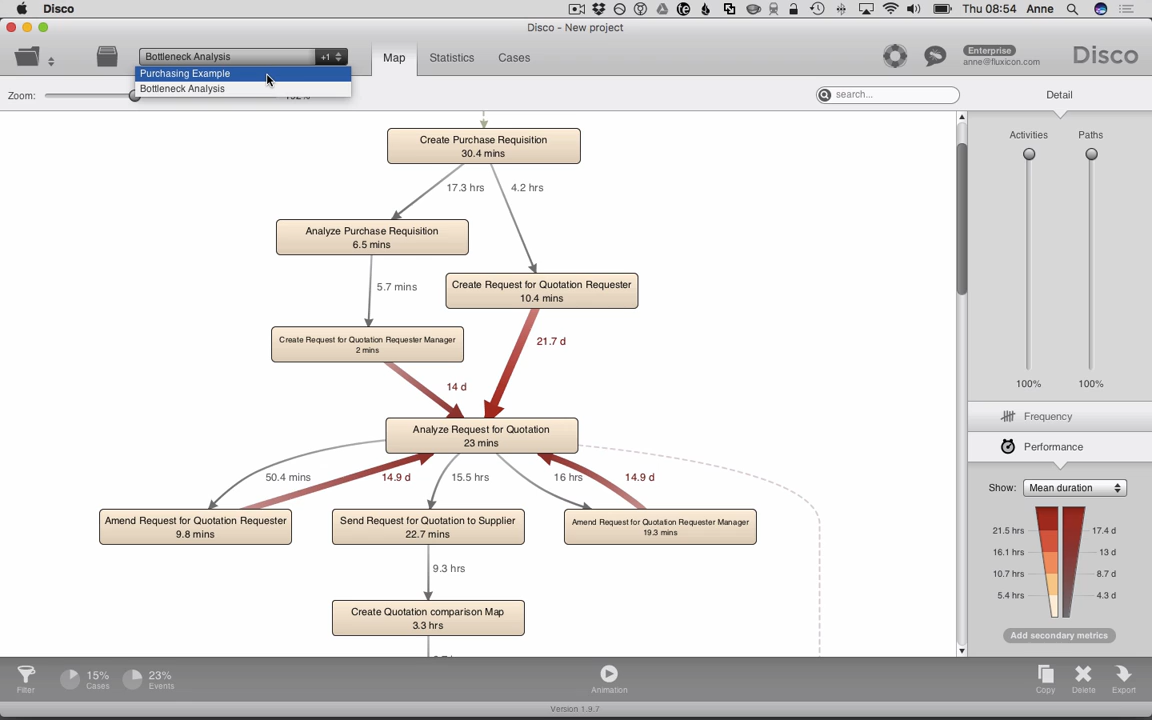 Disco
Thu 08:54 Anne
Disco - New project
Bottleneck Analysis
+1
Purchasing Example
Bottleneck Analysis
Map
Statistics
Cases
Enterprise
anne@fluxicon.com
Disco
Zoom:
search...
Detail
Create Purchase Requisition
30.4 mins
17.3 hrs
4.2 hrs
Analyze Purchase Requisition
6.5 mins
5.7 mins
Create Request for Quotation Requester
10.4 mins
Create Request for Quotation Requester Manager
2 mins
21.7 d
14 d
Analyze Request for Quotation
23 mins
50.4 mins
14.9 d
15.5 hrs
16 hrs
14.9 d
Amend Request for Quotation Requester
9.8 mins
Send Request for Quotation to Supplier
22.7 mins
Amend Request for Quotation Requester Manager
19.3 mins
9.3 hrs
Create Quotation comparison Map
3.3 hrs
Activities
Paths
100%
100%
Frequency
Performance
Show:
Mean duration
21.5 hrs
17.4 d
16.1 hrs
13 d
10.7 hrs
8.7 d
5.4 hrs
4.3 d
Add secondary metrics
Filter
15%
Cases
23%
Events
Animation
Copy
Delete
Export
Version 1.9.7